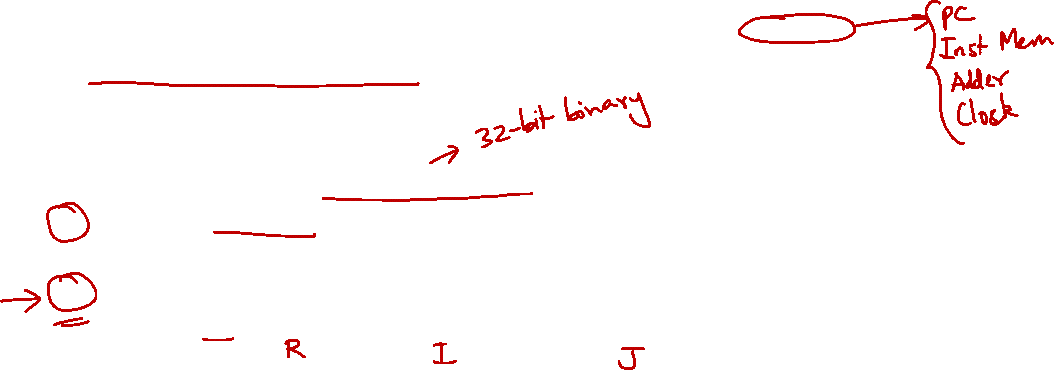 PC
Inst Mem
Adder
Clock
32-bit binary
R I J